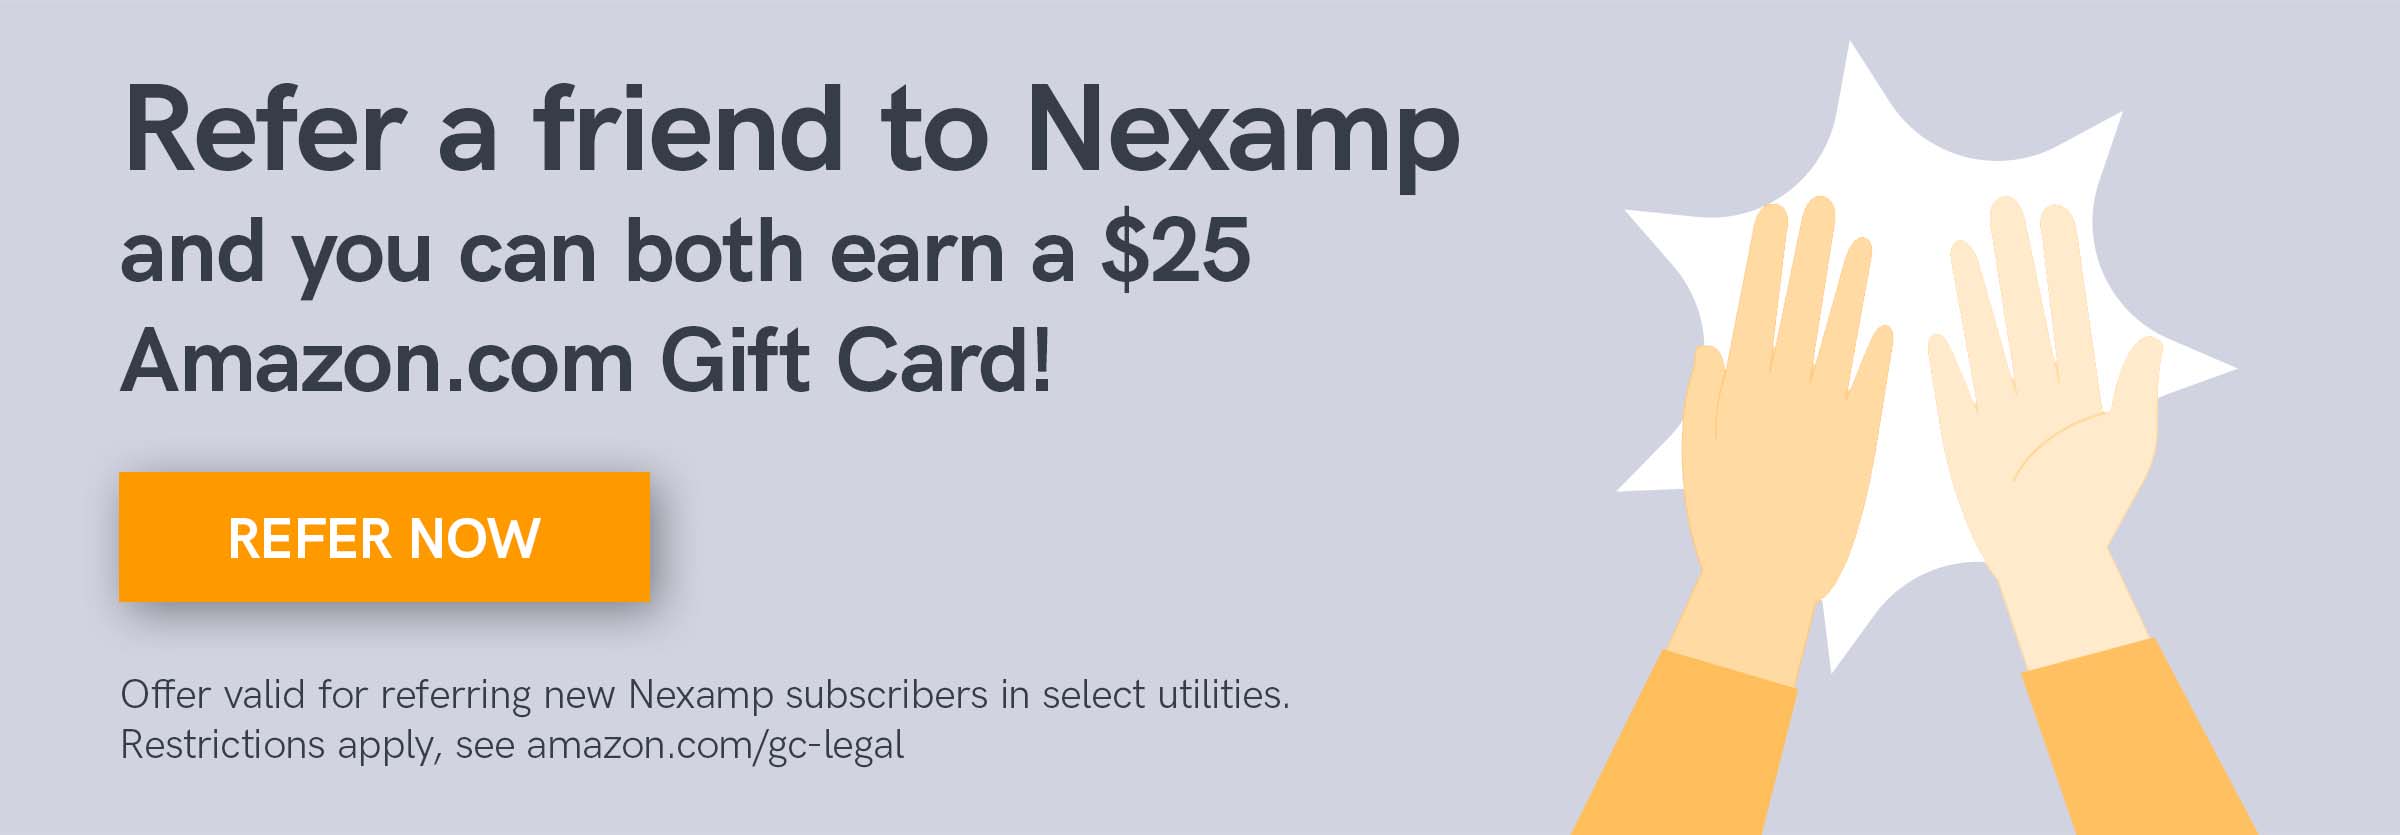 Refer a friend to Nexamp
and you can both earn a $25
Amazon.com Gift Card!
REFER NOW
Offer valid for referring new Nexamp subscribers in select utilities.
Restrictions apply, see amazon.com/gc-legal